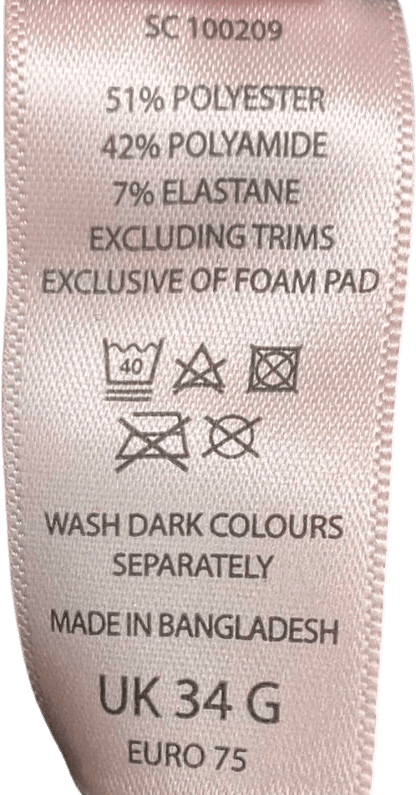 SC 100209
51% POLYESTER
42% POLYAMIDE
7% ELASTANE
EXCLUDING TRIMS
EXCLUSIVE OF FOAM PAD
40
WASH DARK COLOURS
SEPARATELY
MADE IN BANGLADESH
UK 34 G
EURO 75